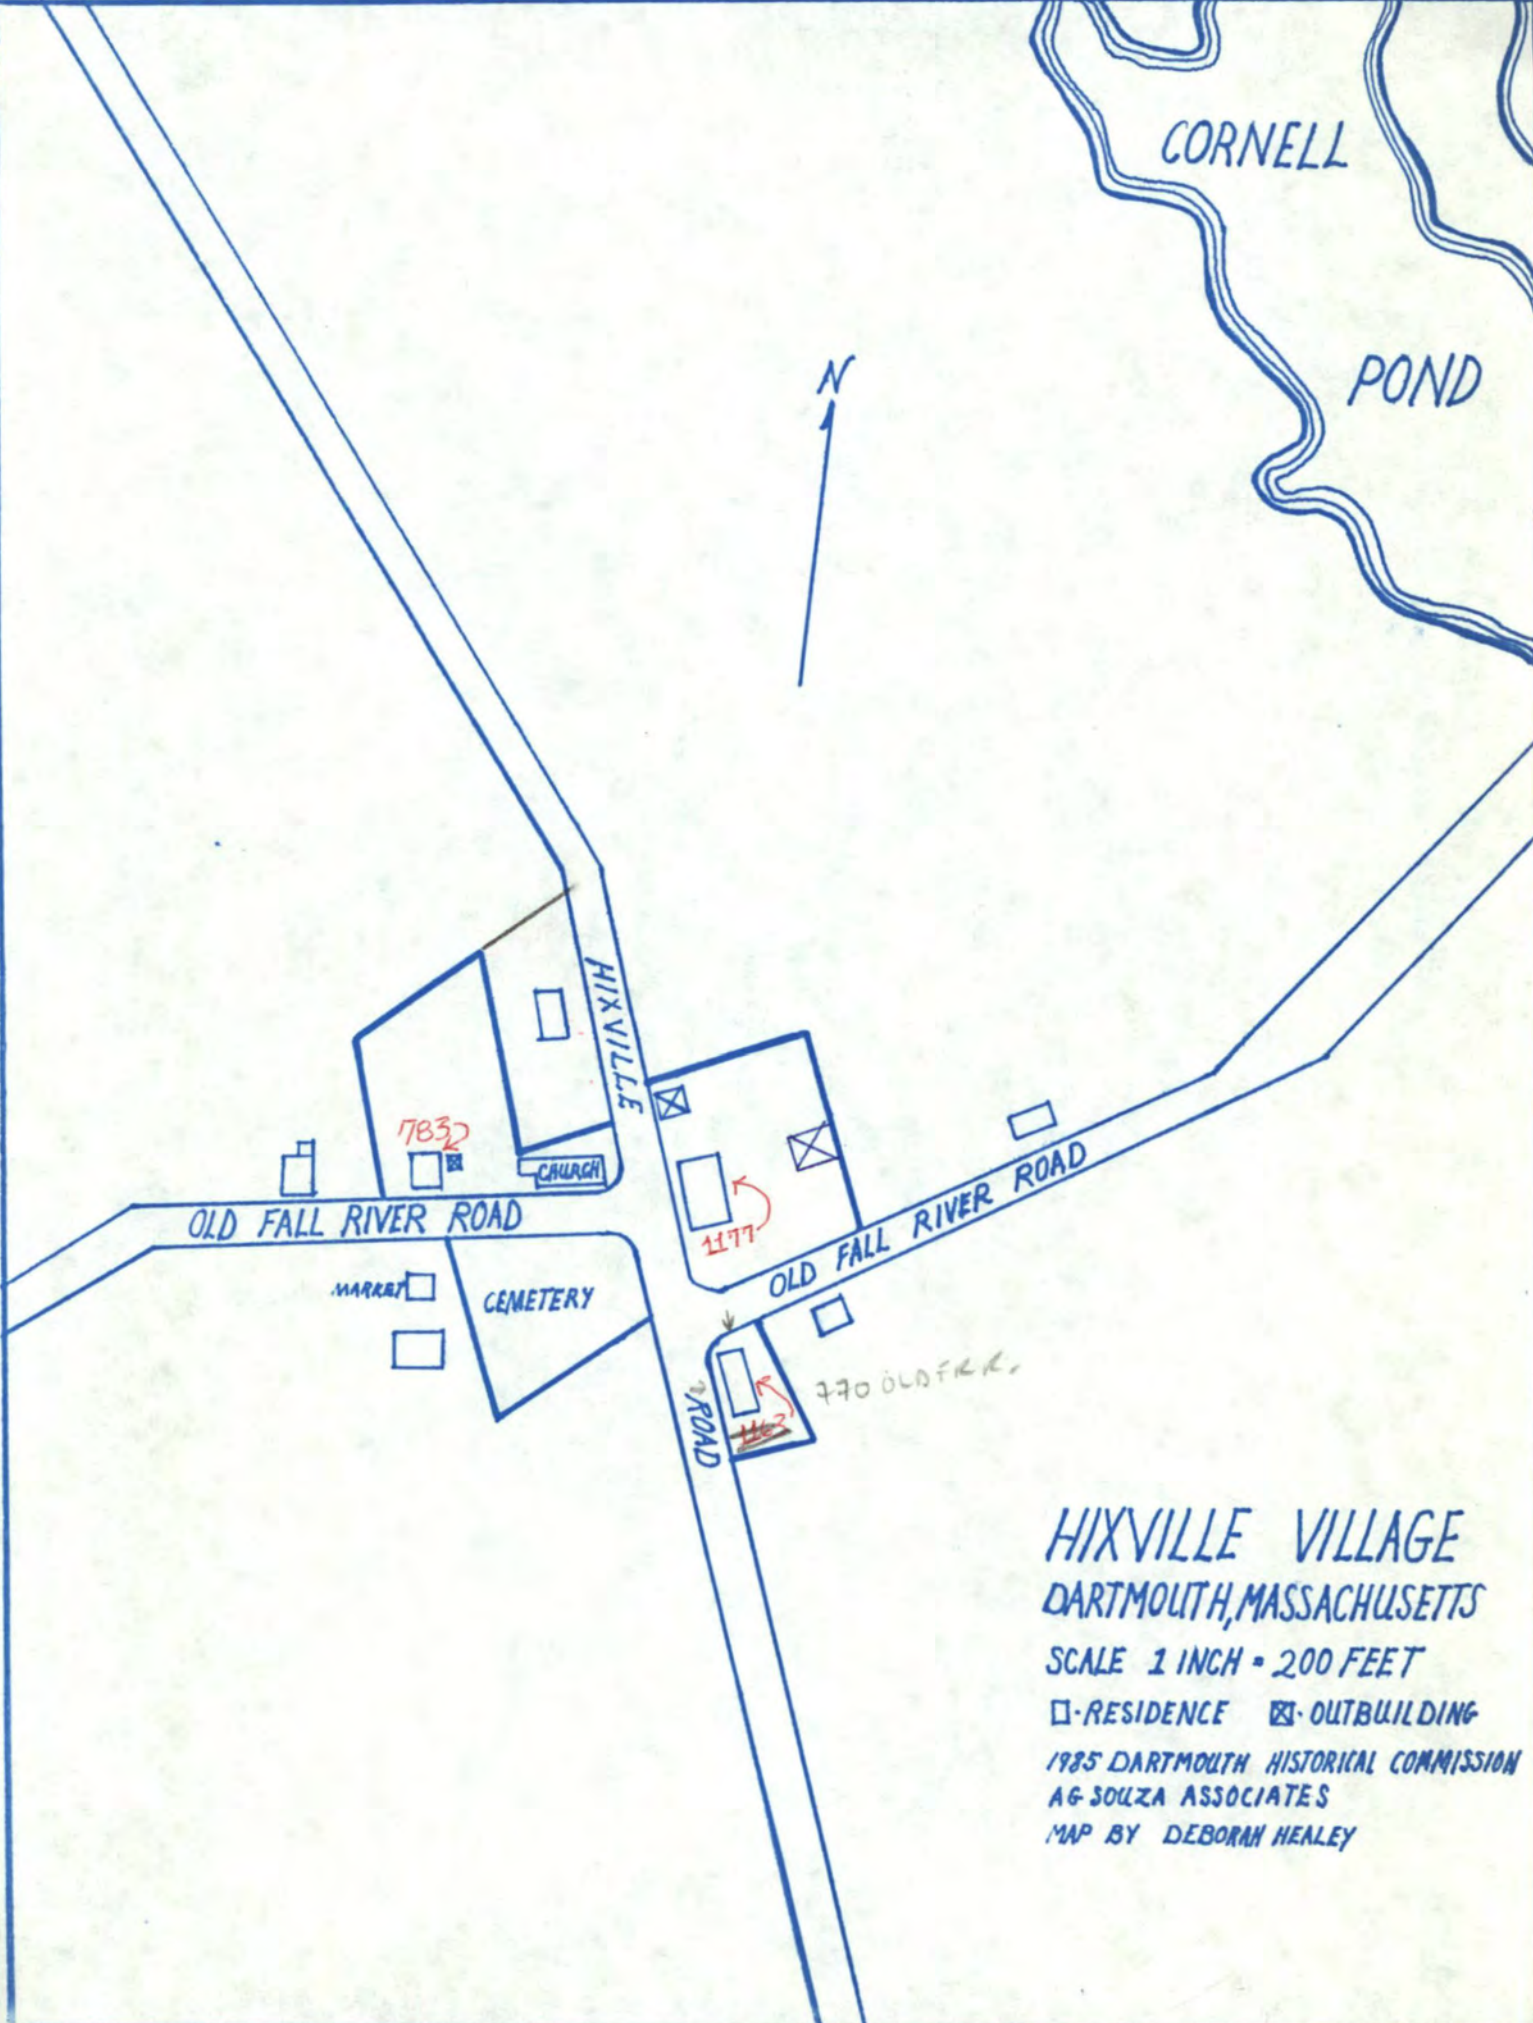 CORNELL
POND
N
HIXVILLE
7832
CHURCH
OLD FALL RIVER ROAD
1177
OLD FALL RIVER ROAD
MARKET
CEMETERY
770 OLD F.R.R.
ROAD
1163
HIXVILLE VILLAGE
DARTMOUTH, MASSACHUSETTS
SCALE 1 INCH = 200 FEET
RESIDENCE OUTBUILDING
1985 DARTMOUTH HISTORICAL COMMISSION
AG SOUZA ASSOCIATES
MAP BY DEBORAH HEALEY